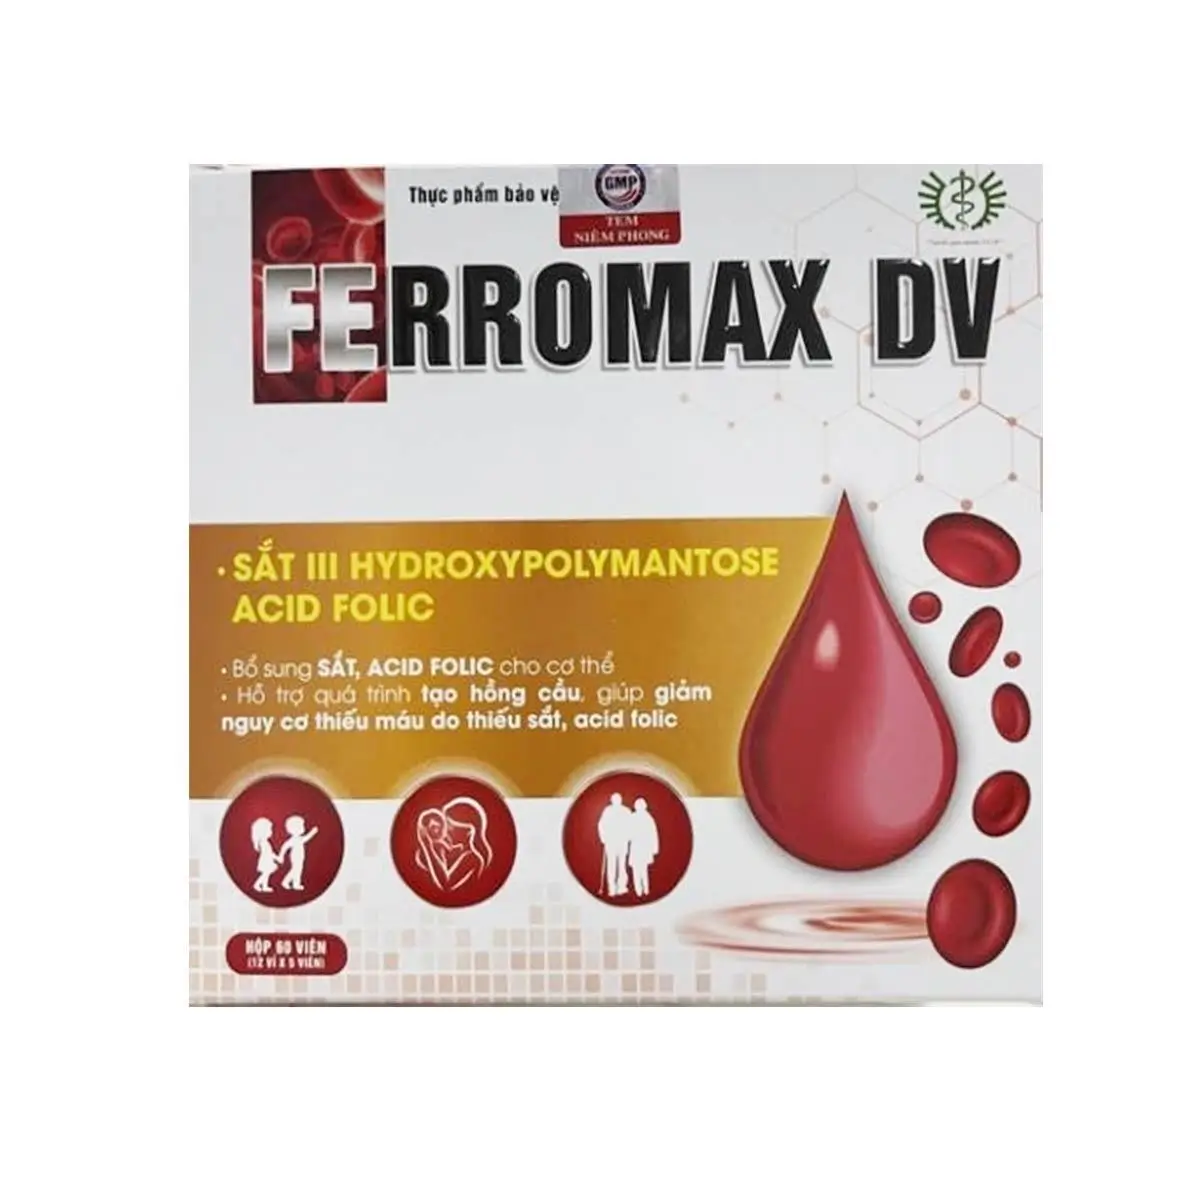 Thực phẩm bảo vệ
GMP
TEM
NIÊM PHONG
FERROMAX DV
• SẮT III HYDROXYPOLYMANTOSE
ACID FOLIC
• Bổ sung SẮT, ACID FOLIC cho cơ thể
• Hỗ trợ quá trình tạo hồng cầu, giúp giảm
nguy cơ thiếu máu do thiếu sắt, acid folic
HỘP 60 VIÊN
(12 VỈ X 5 VIÊN)